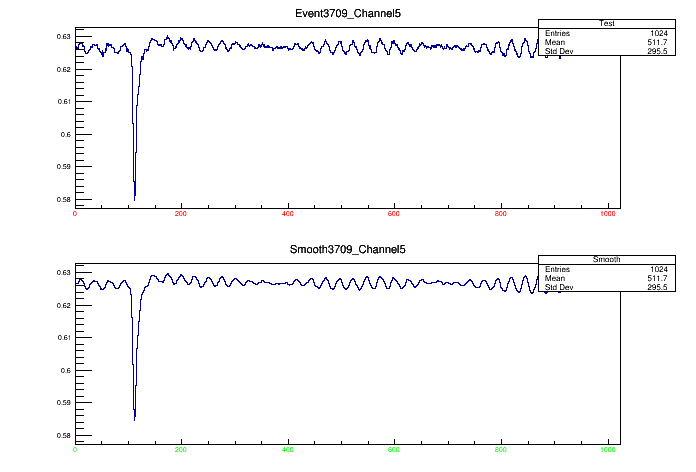 Event3709_Channel5
Test
Entries 1024
Mean 511.7
Std Dev 295.5
0.63
0.62
0.61
0.6
0.59
0.58
0 200 400 600 800 1000
Smooth3709_Channel5
Smooth
Entries 1024
Mean 511.7
Std Dev 295.5
0.63
0.62
0.61
0.6
0.59
0.58
0 200 400 600 800 1000